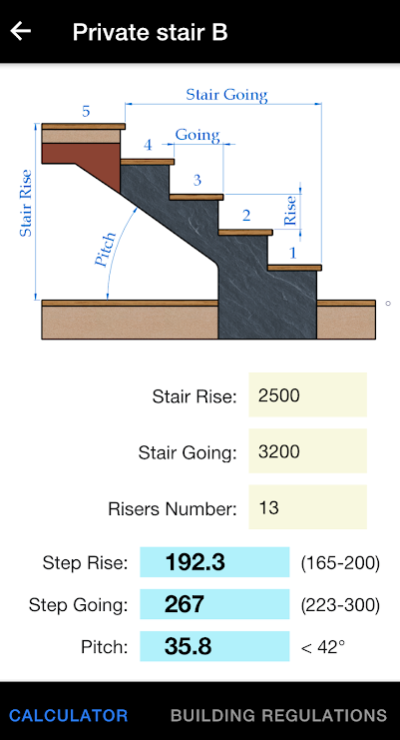 ← Private stair B
Stair Going
5
Going
4
3
Stair Rise
Rise
2
Pitch
1
Stair Rise: 2500
Stair Going: 3200
Risers Number: 13
Step Rise: 192.3 (165-200)
Step Going: 267 (223-300)
Pitch: 35.8 < 42°
CALCULATOR BUILDING REGULATIONS